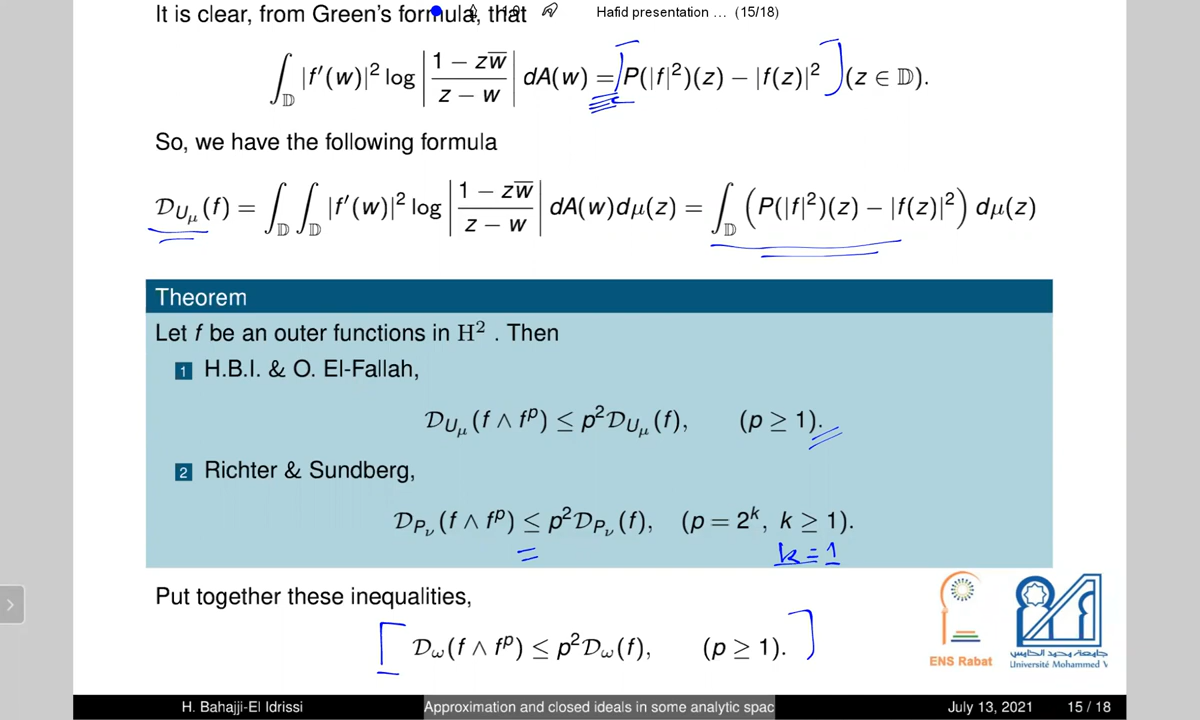 It is clear, from Green's formula, that
Hafid presentation ... (15/18)
∫_𝔻 |f′(w)|² log |(1 − zw̅)/(z − w)| dA(w) = P(|f|²)(z) − |f(z)|² (z ∈ 𝔻).
So, we have the following formula
𝒟_{U_μ}(f) = ∫_𝔻 ∫_𝔻 |f′(w)|² log |(1 − zw̅)/(z − w)| dA(w)dμ(z) = ∫_𝔻 (P(|f|²)(z) − |f(z)|²) dμ(z)
Theorem
Let f be an outer functions in H² . Then
1 H.B.I. & O. El-Fallah,
𝒟_{U_μ}(f ∧ f^p) ≤ p²𝒟_{U_μ}(f), (p ≥ 1).
2 Richter & Sundberg,
𝒟_{P_ν}(f ∧ f^p) ≤ p²𝒟_{P_ν}(f), (p = 2^k, k ≥ 1).
k = 1
Put together these inequalities,
𝒟_ω(f ∧ f^p) ≤ p²𝒟_ω(f), (p ≥ 1).
ENS Rabat
جامعة محمد الخامس
Université Mohammed V
H. Bahajji-El Idrissi
Approximation and closed ideals in some analytic spac
July 13, 2021
15 / 18